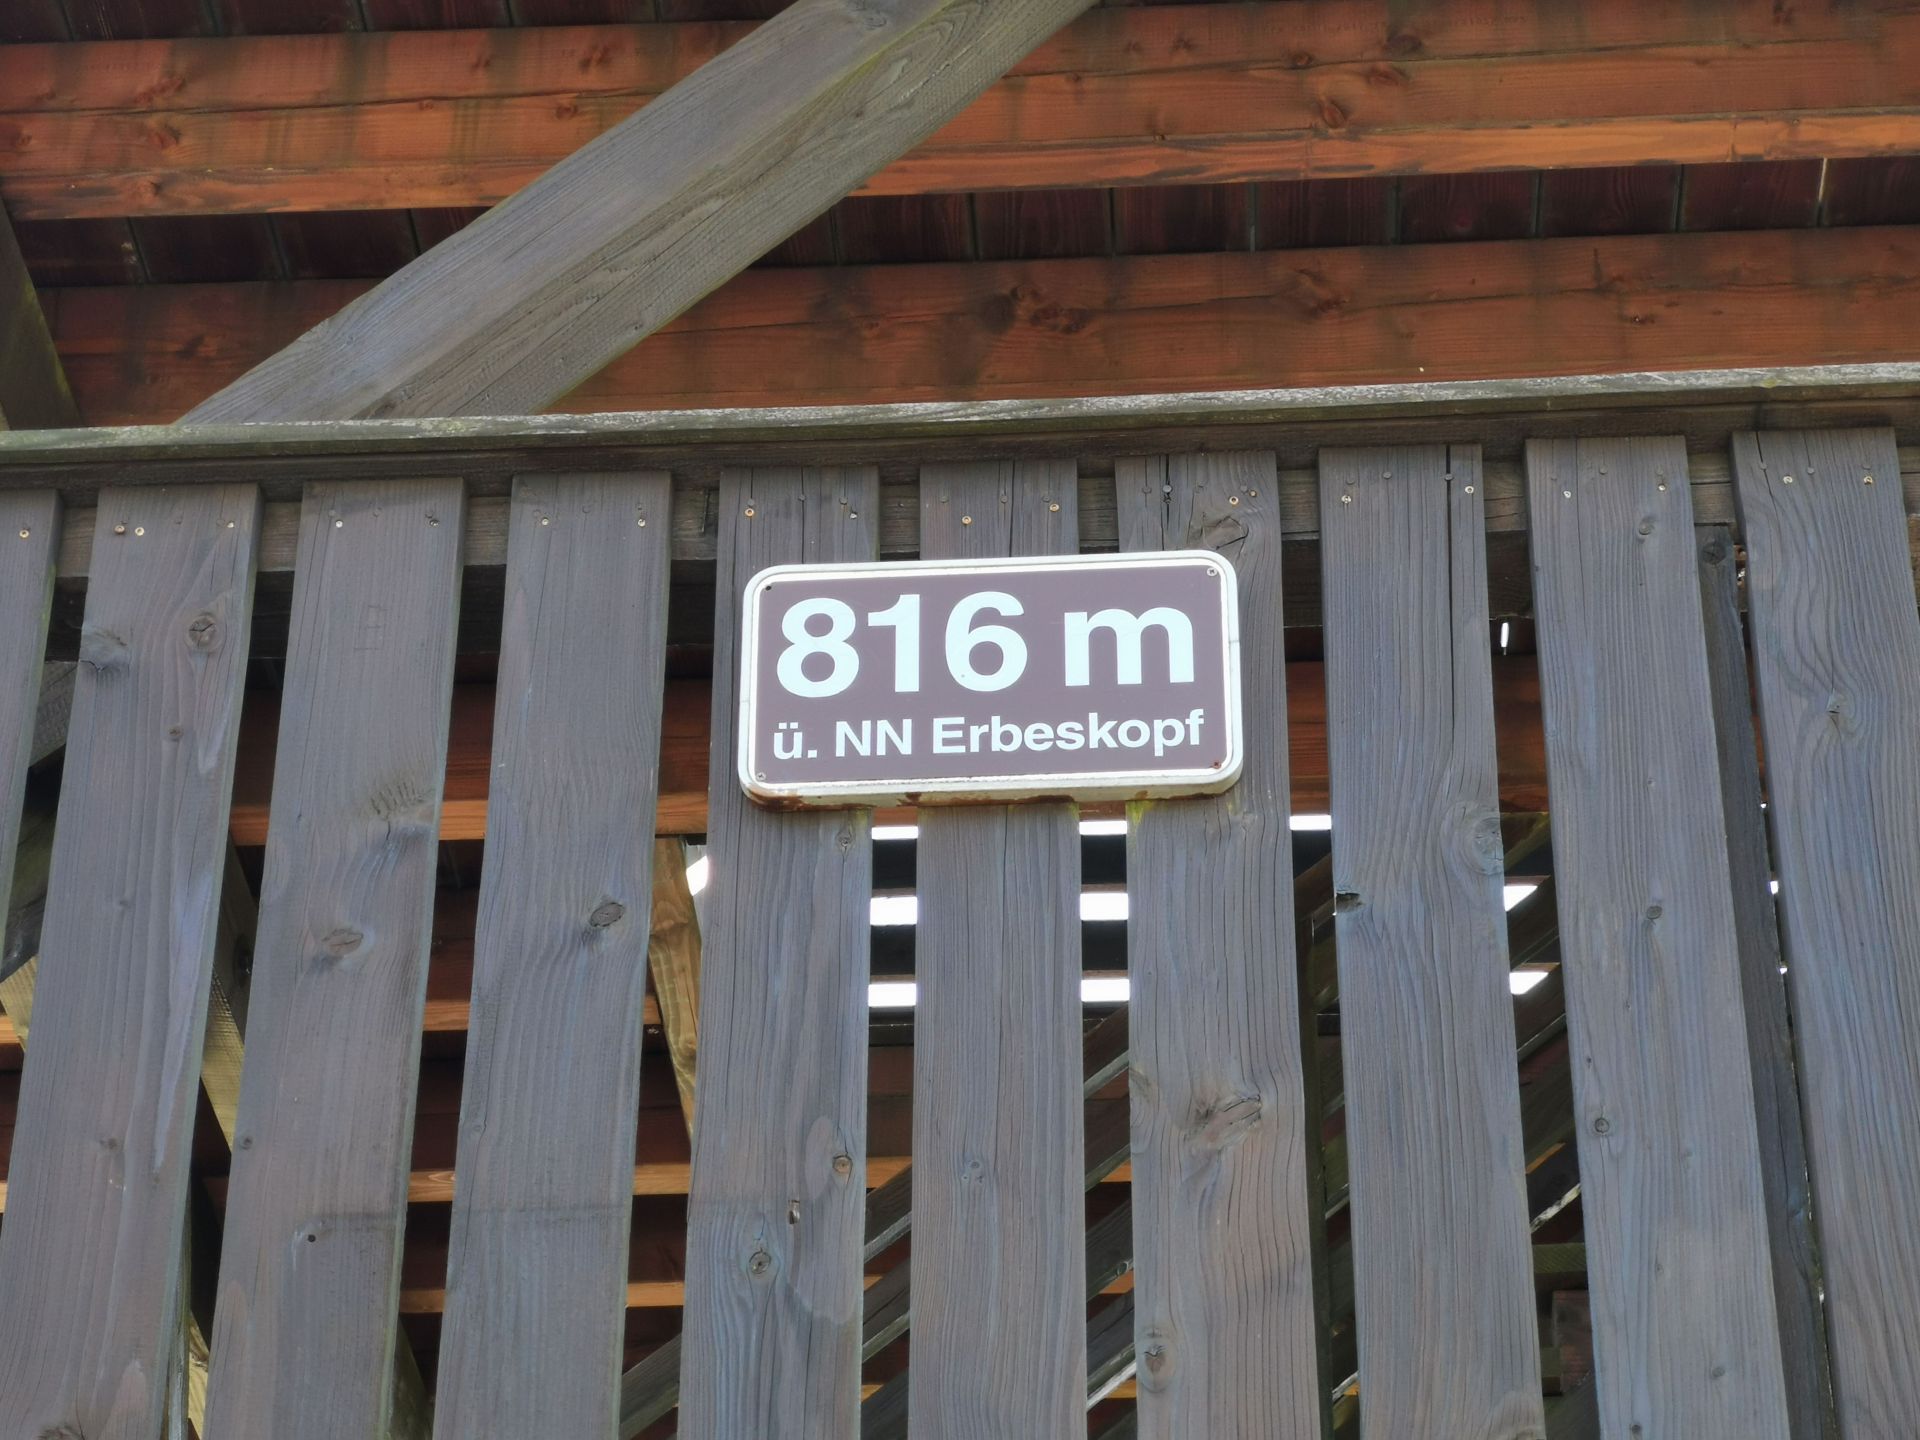 816 m
ü. NN Erbeskopf